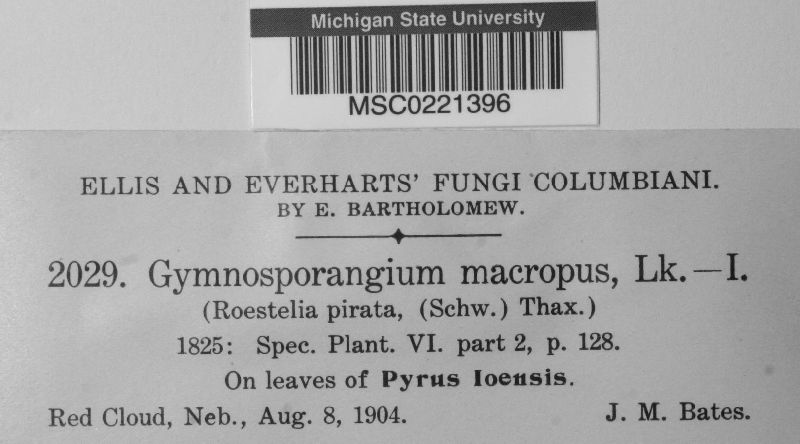 Michigan State University
MSC0221396
ELLIS AND EVERHARTS' FUNGI COLUMBIANI.
BY E. BARTHOLOMEW.
2029. Gymnosporangium macropus, Lk.—I.
(Roestelia pirata, (Schw.) Thax.)
1825: Spec. Plant. VI. part 2, p. 128.
On leaves of Pyrus Ioensis.
Red Cloud, Neb., Aug. 8, 1904. J. M. Bates.